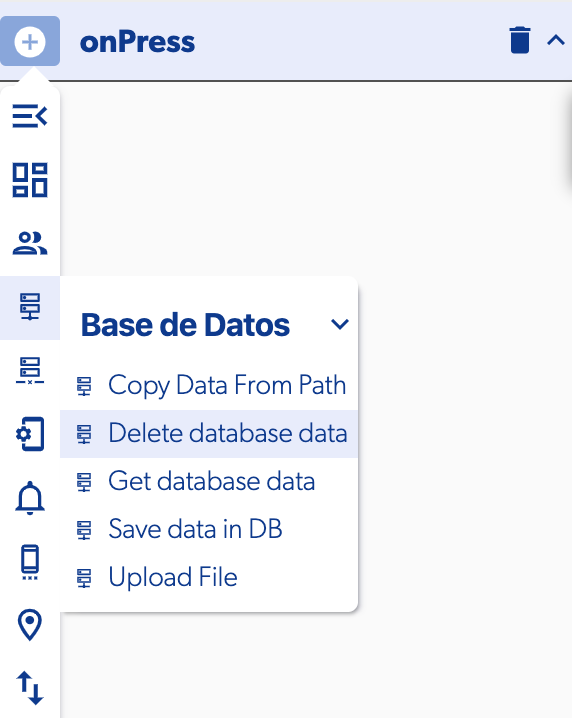 onPress
Base de Datos
Copy Data From Path
Delete database data
Get database data
Save data in DB
Upload File